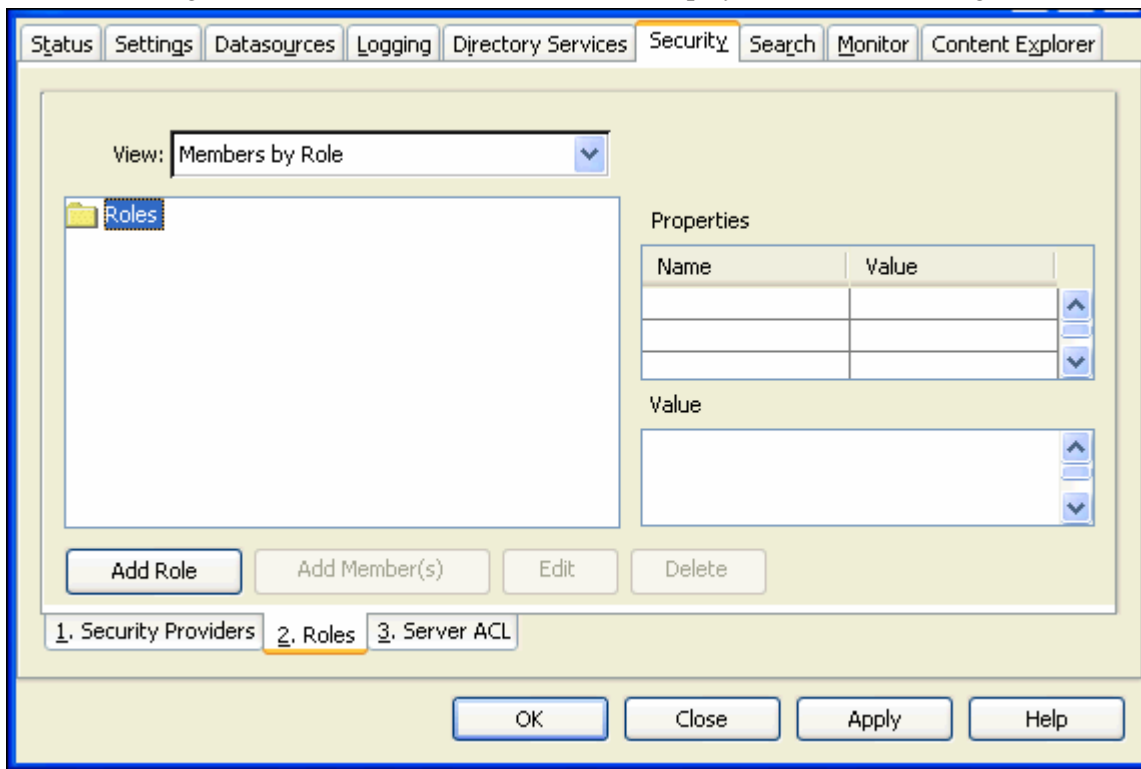 Status Settings Datasources Logging Directory Services Security Search Monitor Content Explorer
View: Members by Role
Roles
Properties
Name Value
Value
Add Role Add Member(s) Edit Delete
1. Security Providers 2. Roles 3. Server ACL
OK Close Apply Help